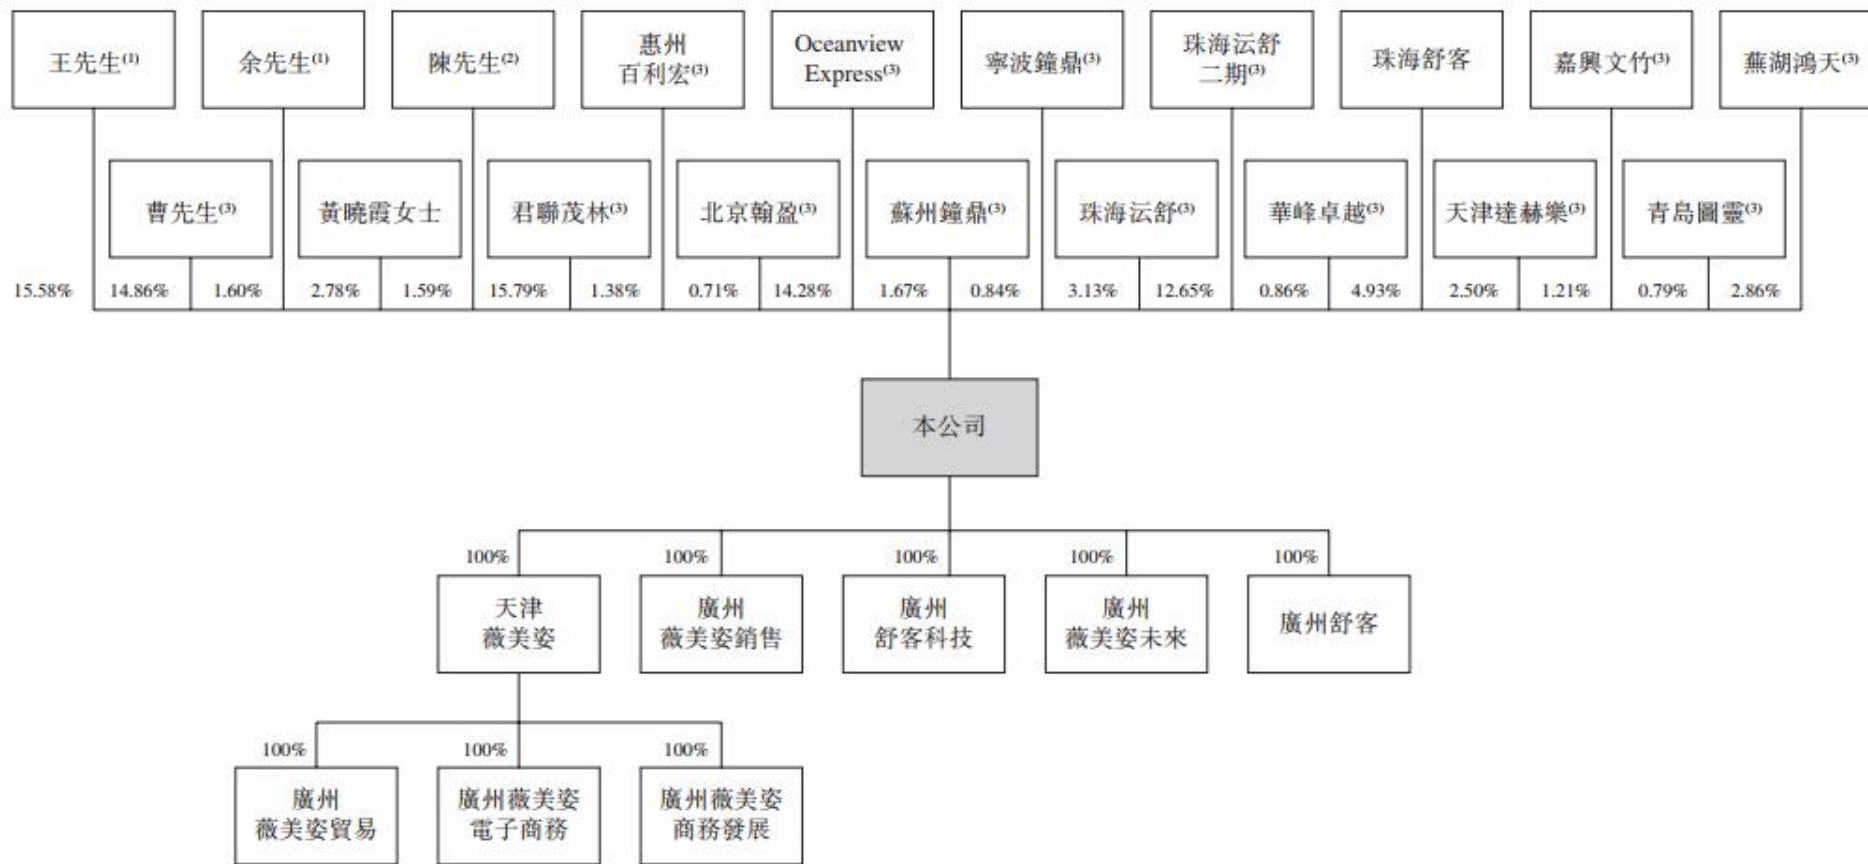 王先生(1)
余先生(1)
陳先生(2)
惠州
百利宏(3)
Oceanview
Express(3)
寧波鐘鼎(3)
珠海沄舒
二期(3)
珠海舒客
嘉興文竹(3)
蕪湖鴻天(3)
曹先生(3)
黃曉霞女士
君聯茂林(3)
北京翰盈(3)
蘇州鐘鼎(3)
珠海沄舒(3)
華峰卓越(3)
天津達赫樂(3)
青島圖靈(3)
15.58%
14.86%
1.60%
2.78%
1.59%
15.79%
1.38%
0.71%
14.28%
1.67%
0.84%
3.13%
12.65%
0.86%
4.93%
2.50%
1.21%
0.79%
2.86%
本公司
100%
100%
100%
100%
100%
天津
薇美姿
廣州
薇美姿銷售
廣州
舒客科技
廣州
薇美姿未來
廣州舒客
100%
100%
100%
廣州
薇美姿貿易
廣州薇美姿
電子商務
廣州薇美姿
商務發展